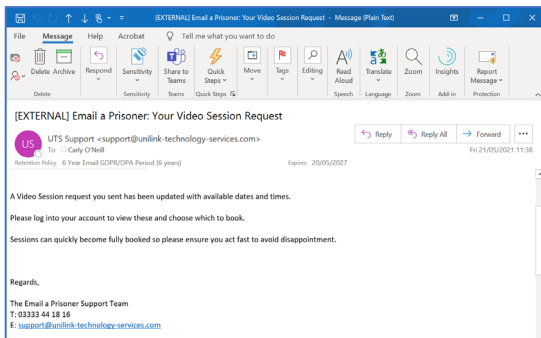 [EXTERNAL] Email a Prisoner: Your Video Session Request - Message (Plain Text)
File Message Help Acrobat Tell me what you want to do
Delete Archive Respond Sensitivity Share to Teams Quick Steps Move Tags Editing Read Aloud Translate Zoom Insights Report Message
Delete Sensitivity Teams Quick Steps Speech Language Zoom Add-in Protection
[EXTERNAL] Email a Prisoner: Your Video Session Request
US
UTS Support <support@unilink-technology-services.com>
To Carly O'Neill
Reply Reply All Forward
Fri 21/05/2021 11:38
Retention Policy 6 Year Email GDPR/DPA Period (6 years) Expires 20/05/2027
A Video Session request you sent has been updated with available dates and times.
Please log into your account to view these and choose which to book.
Sessions can quickly become fully booked so please ensure you act fast to avoid disappointment.
Regards,
The Email a Prisoner Support Team
T: 03333 44 18 16
E: support@unilink-technology-services.com